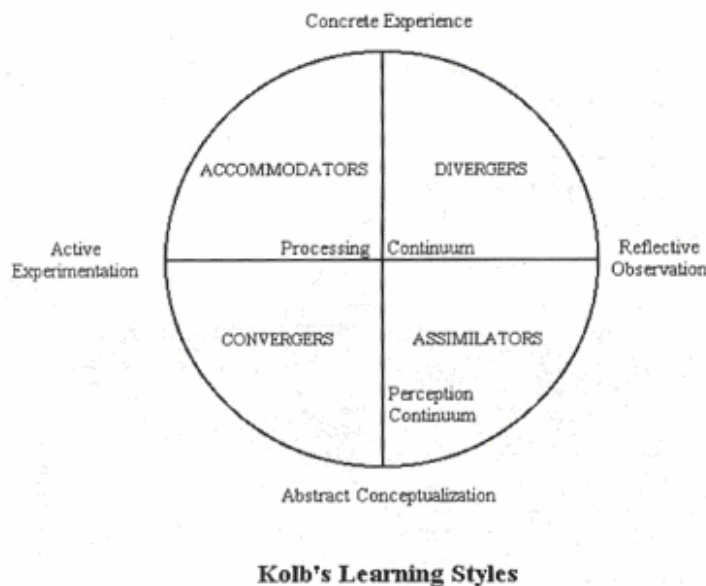 Concrete Experience
ACCOMMODATORS
DIVERGERS
Active
Experimentation
Processing
Continuum
Reflective
Observation
CONVERGERS
ASSIMILATORS
Perception
Continuum
Abstract Conceptualization
Kolb's Learning Styles